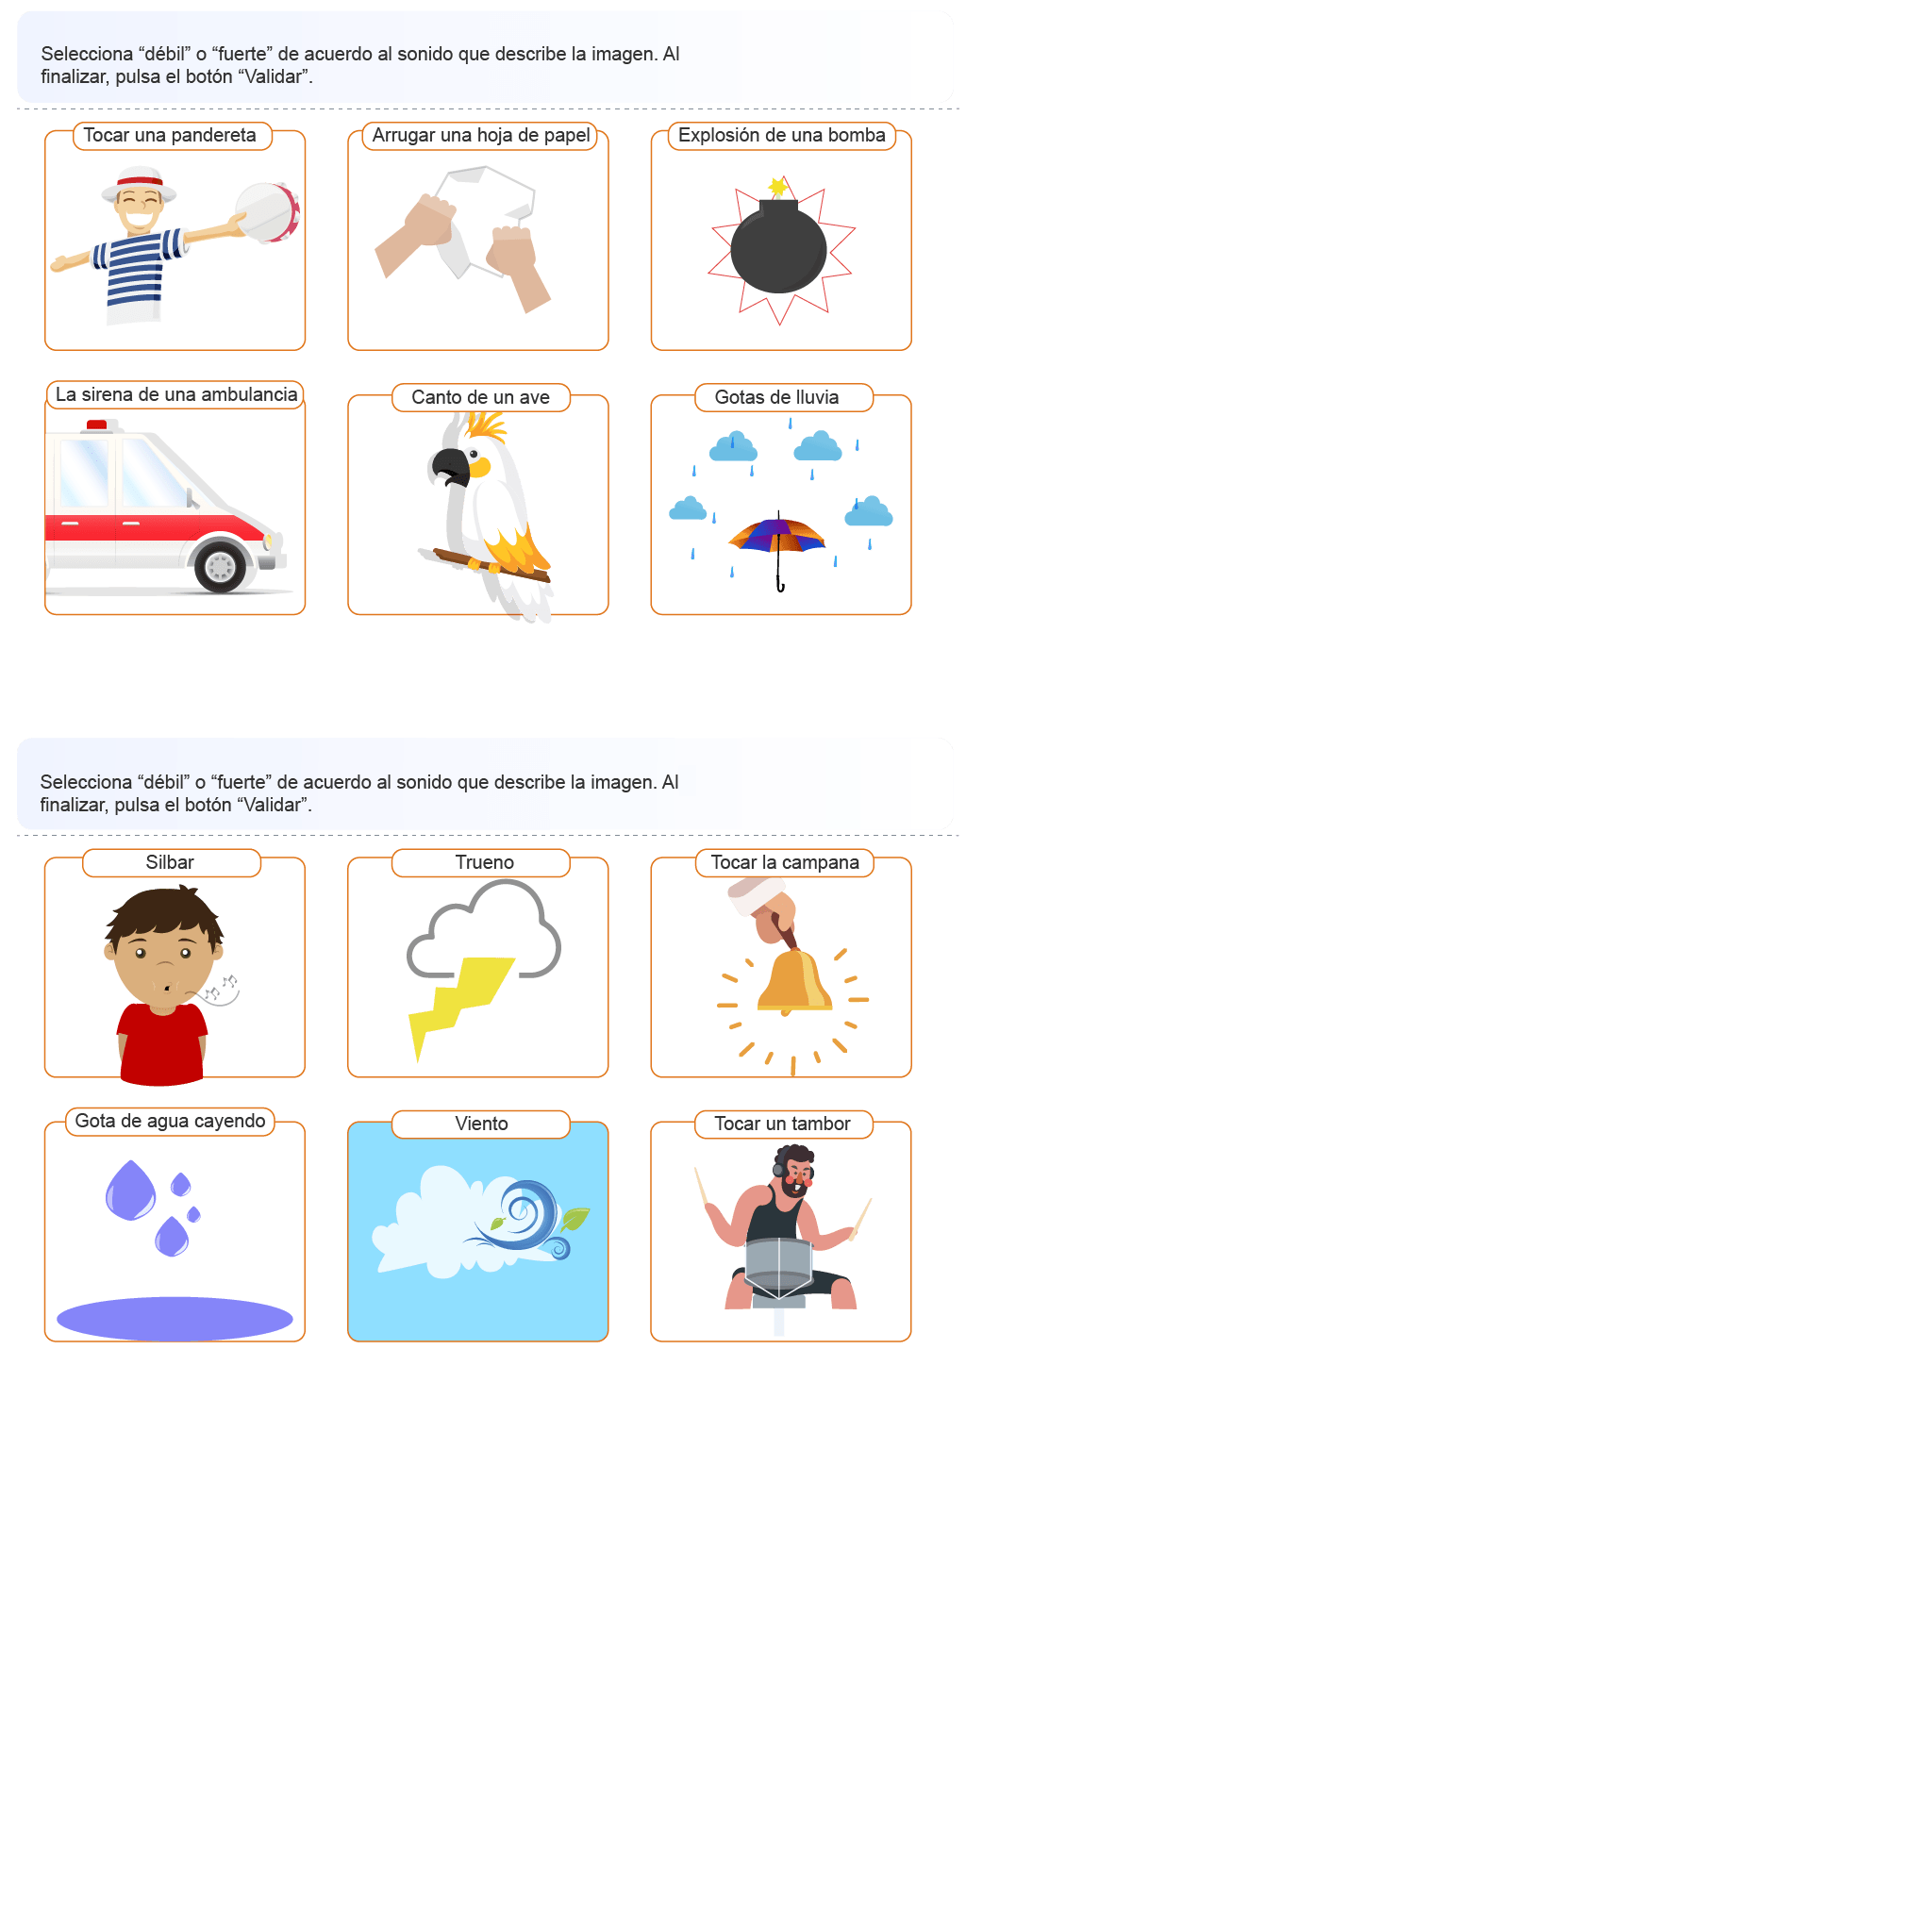 Selecciona “débil” o “fuerte” de acuerdo al sonido que describe la imagen. Al
finalizar, pulsa el botón “Validar”.
Tocar una pandereta
Arrugar una hoja de papel
Explosión de una bomba
La sirena de una ambulancia
Canto de un ave
Gotas de lluvia
Selecciona “débil” o “fuerte” de acuerdo al sonido que describe la imagen. Al
finalizar, pulsa el botón “Validar”.
Silbar
Trueno
Tocar la campana
Gota de agua cayendo
Viento
Tocar un tambor